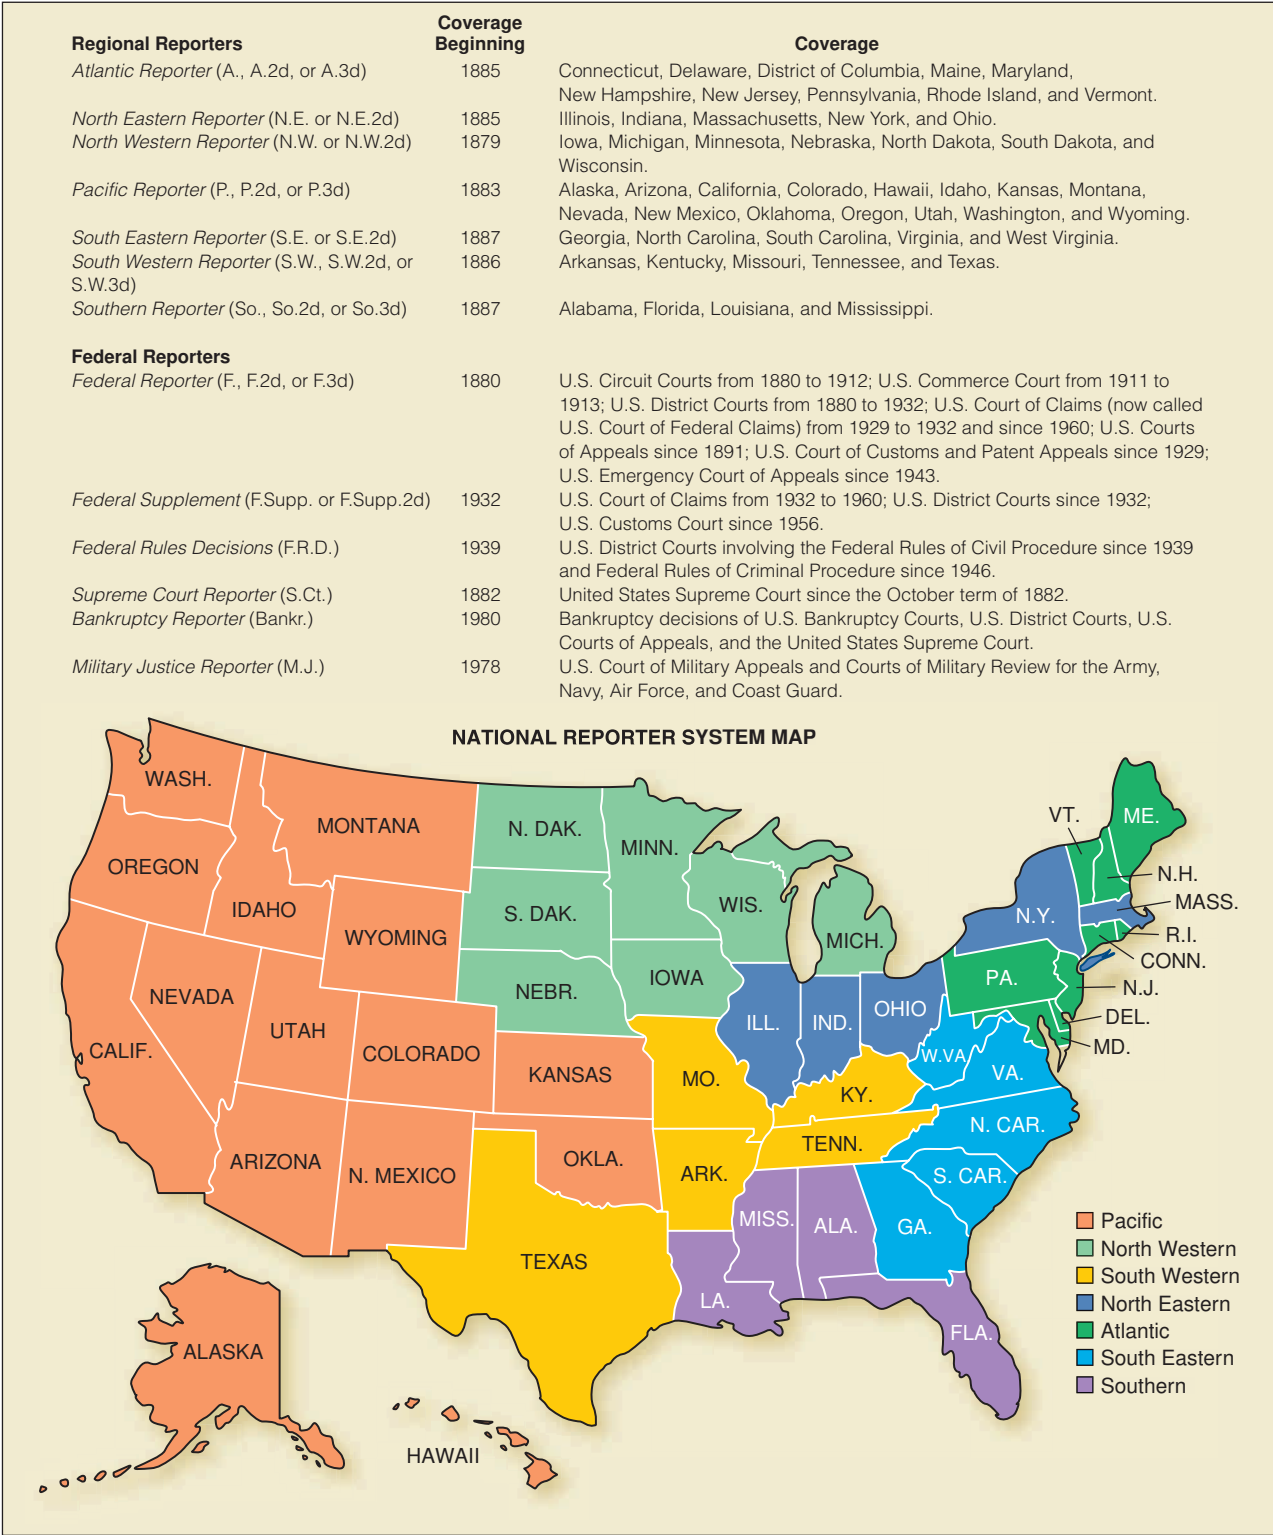 Regional Reporters Coverage Beginning Coverage
Atlantic Reporter (A., A.2d, or A.3d) 1885 Connecticut, Delaware, District of Columbia, Maine, Maryland,
New Hampshire, New Jersey, Pennsylvania, Rhode Island, and Vermont.
North Eastern Reporter (N.E. or N.E.2d) 1885 Illinois, Indiana, Massachusetts, New York, and Ohio.
North Western Reporter (N.W. or N.W.2d) 1879 Iowa, Michigan, Minnesota, Nebraska, North Dakota, South Dakota, and
Wisconsin.
Pacific Reporter (P., P.2d, or P.3d) 1883 Alaska, Arizona, California, Colorado, Hawaii, Idaho, Kansas, Montana,
Nevada, New Mexico, Oklahoma, Oregon, Utah, Washington, and Wyoming.
South Eastern Reporter (S.E. or S.E.2d) 1887 Georgia, North Carolina, South Carolina, Virginia, and West Virginia.
South Western Reporter (S.W., S.W.2d, or 1886 Arkansas, Kentucky, Missouri, Tennessee, and Texas.
S.W.3d)
Southern Reporter (So., So.2d, or So.3d) 1887 Alabama, Florida, Louisiana, and Mississippi.
Federal Reporters
Federal Reporter (F., F.2d, or F.3d) 1880 U.S. Circuit Courts from 1880 to 1912; U.S. Commerce Court from 1911 to
1913; U.S. District Courts from 1880 to 1932; U.S. Court of Claims (now called
U.S. Court of Federal Claims) from 1929 to 1932 and since 1960; U.S. Courts
of Appeals since 1891; U.S. Court of Customs and Patent Appeals since 1929;
U.S. Emergency Court of Appeals since 1943.
Federal Supplement (F.Supp. or F.Supp.2d) 1932 U.S. Court of Claims from 1932 to 1960; U.S. District Courts since 1932;
U.S. Customs Court since 1956.
Federal Rules Decisions (F.R.D.) 1939 U.S. District Courts involving the Federal Rules of Civil Procedure since 1939
and Federal Rules of Criminal Procedure since 1946.
Supreme Court Reporter (S.Ct.) 1882 United States Supreme Court since the October term of 1882.
Bankruptcy Reporter (Bankr.) 1980 Bankruptcy decisions of U.S. Bankruptcy Courts, U.S. District Courts, U.S.
Courts of Appeals, and the United States Supreme Court.
Military Justice Reporter (M.J.) 1978 U.S. Court of Military Appeals and Courts of Military Review for the Army,
Navy, Air Force, and Coast Guard.
NATIONAL REPORTER SYSTEM MAP
WASH.
OREGON
MONTANA
IDAHO
WYOMING
NEVADA
UTAH
CALIF.
COLORADO
ARIZONA
N. MEXICO
N. DAK.
S. DAK.
NEBR.
KANSAS
OKLA.
TEXAS
MINN.
IOWA
MO.
ARK.
LA.
WIS.
MICH.
ILL.
IND.
OHIO
KY.
TENN.
MISS.
ALA.
GA.
FLA.
S. CAR.
N. CAR.
VA.
W.VA.
PA.
N.Y.
VT.
ME.
N.H.
MASS.
R.I.
CONN.
N.J.
DEL.
MD.
ALASKA
HAWAII
Pacific
North Western
South Western
North Eastern
Atlantic
South Eastern
Southern